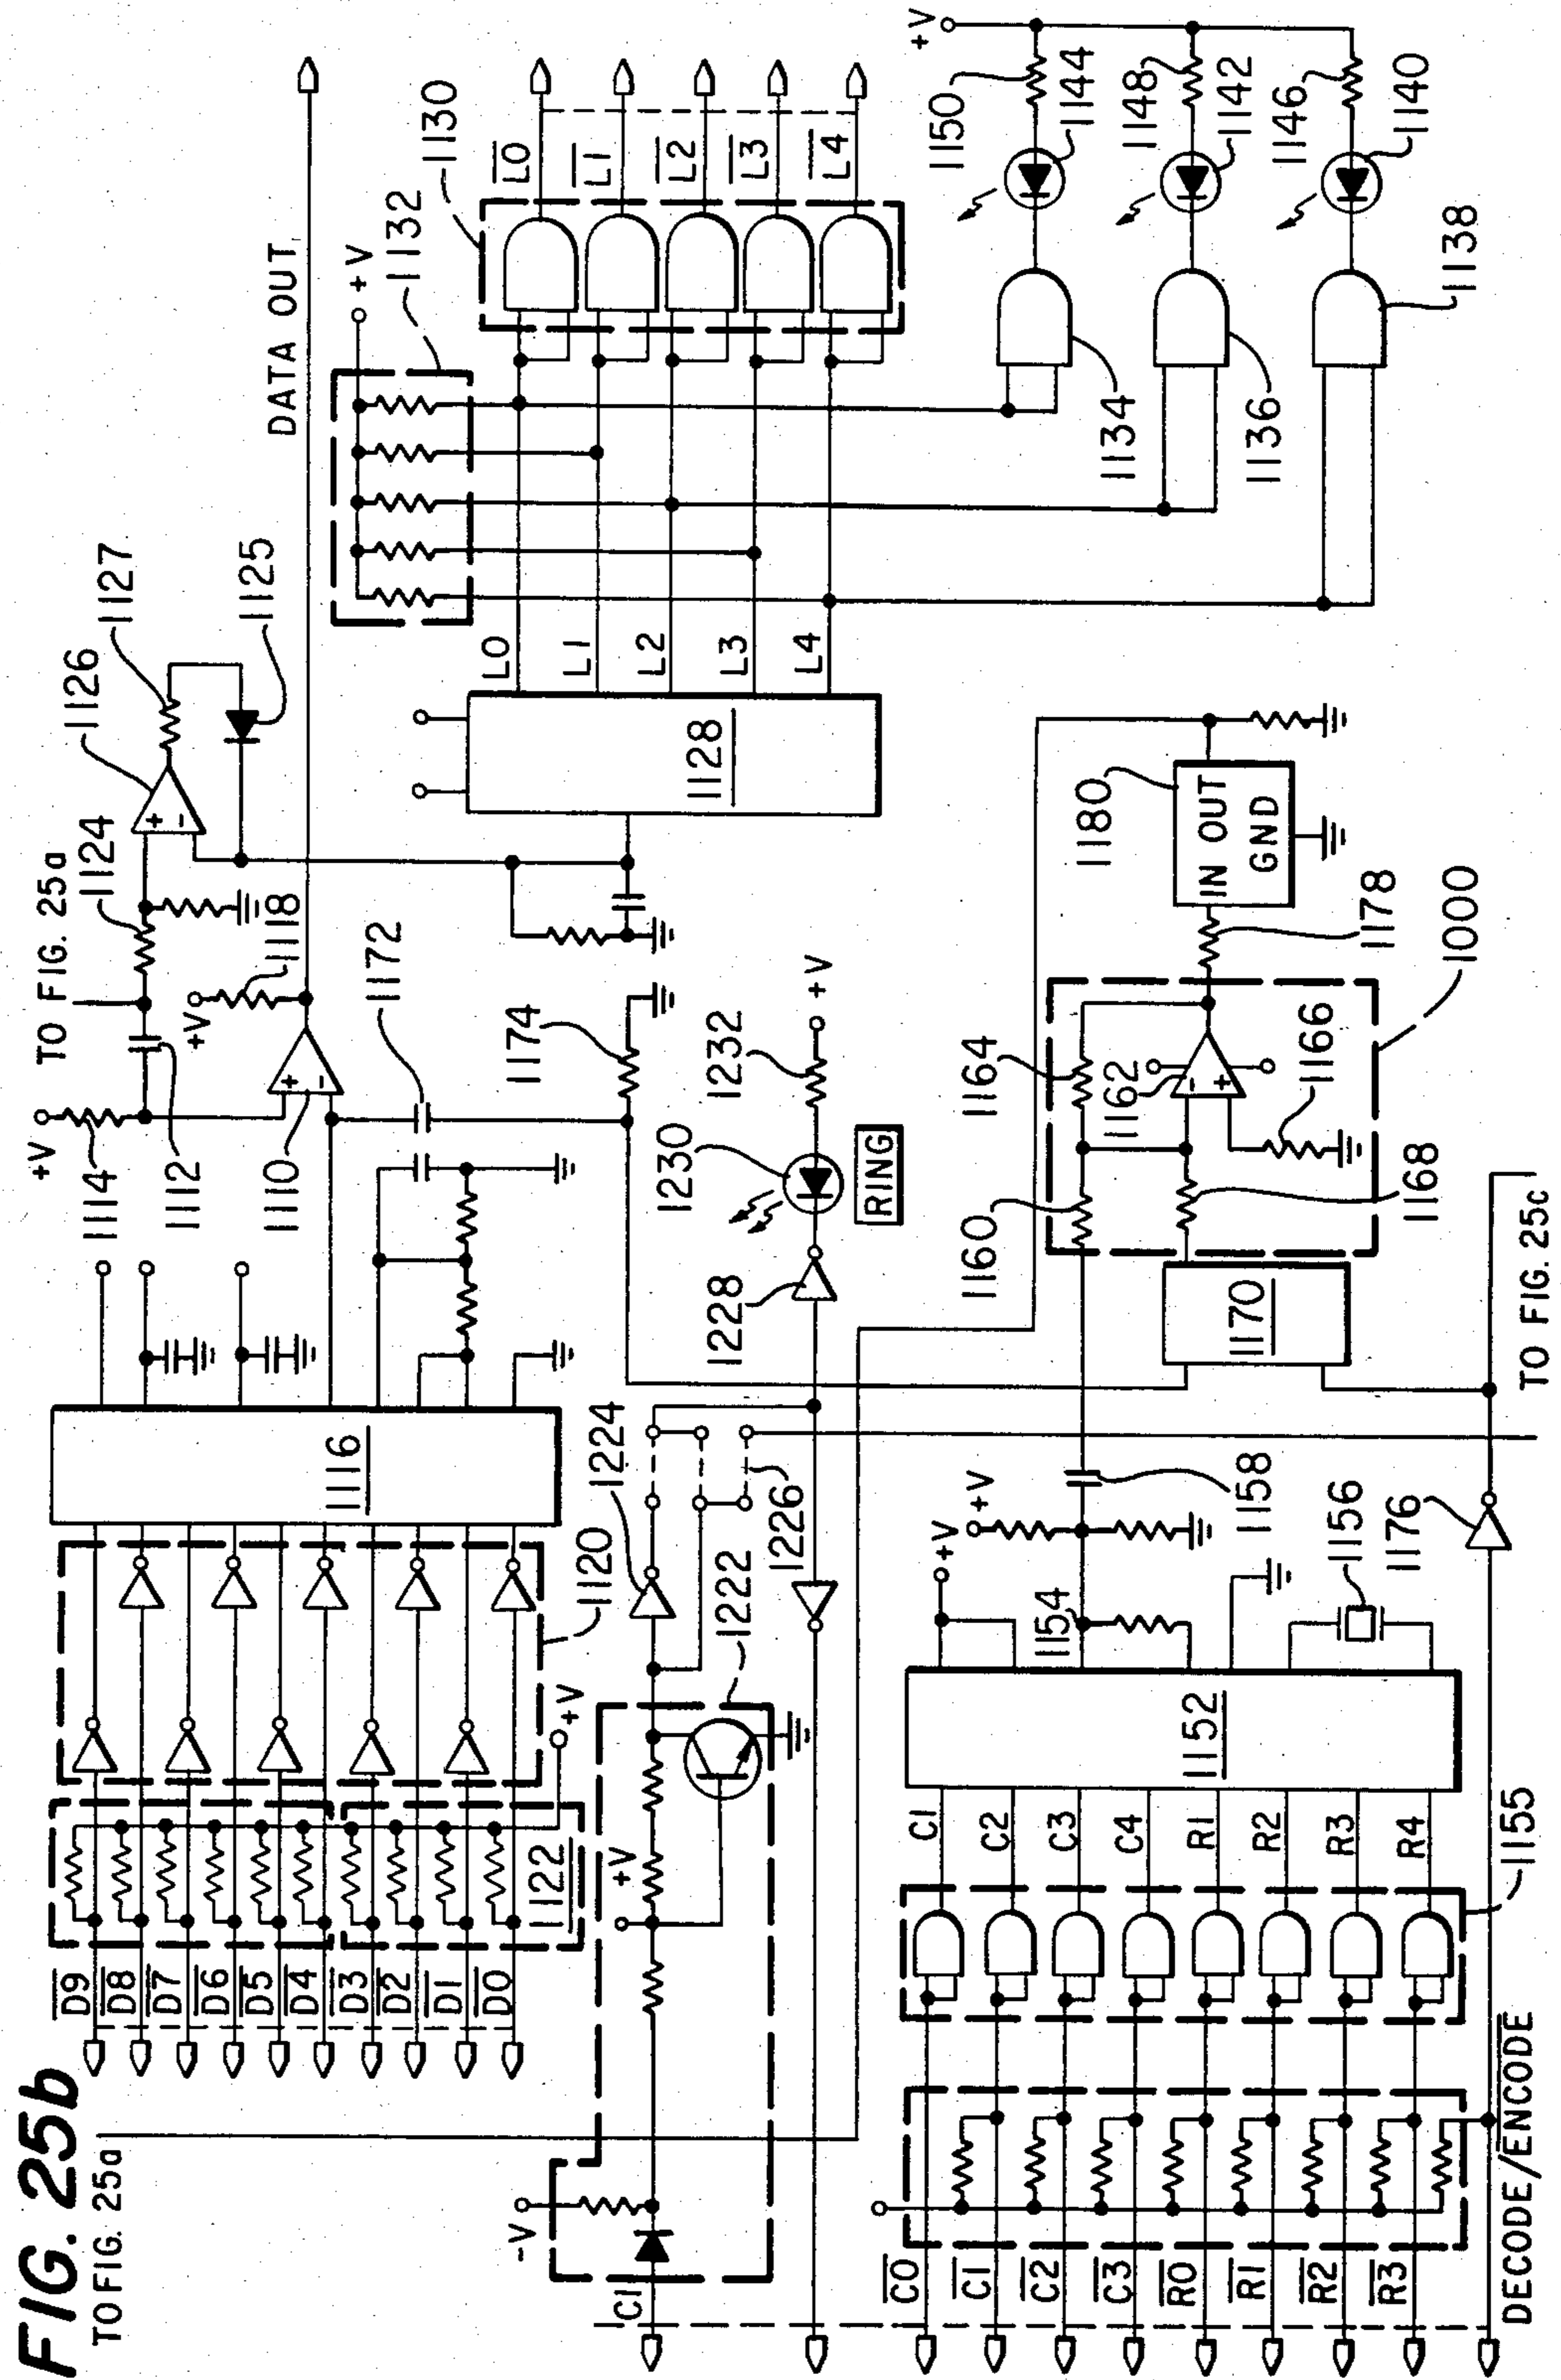 FIG. 25b
TO FIG. 25a
D9
D8
D7
D6
D5
D4
D3
D2
D1
D0
1122
+V
1120
1116
+V
1114
1112
1110
TO FIG. 25a
1124
+V
1118
1126
1127
1125
DATA OUT
1172
1174
1128
L0
L1
L2
L3
L4
+V
1132
1130
L0
L1
L2
L3
L4
+V
1150
1144
1148
1142
1146
1140
1134
1136
1138
-V
C1
+V
1222
1224
1226
1228
1230
1232
+V
RING
C0
C1
C2
C3
R0
R1
R2
R3
DECODE/ENCODE
1155
C1
C2
C3
C4
R1
R2
R3
R4
1152
+V
1154
+V
1158
1156
1176
TO FIG. 25c
1170
1160
1164
1162
-
+
1166
1168
1000
1178
1180
IN OUT
GND